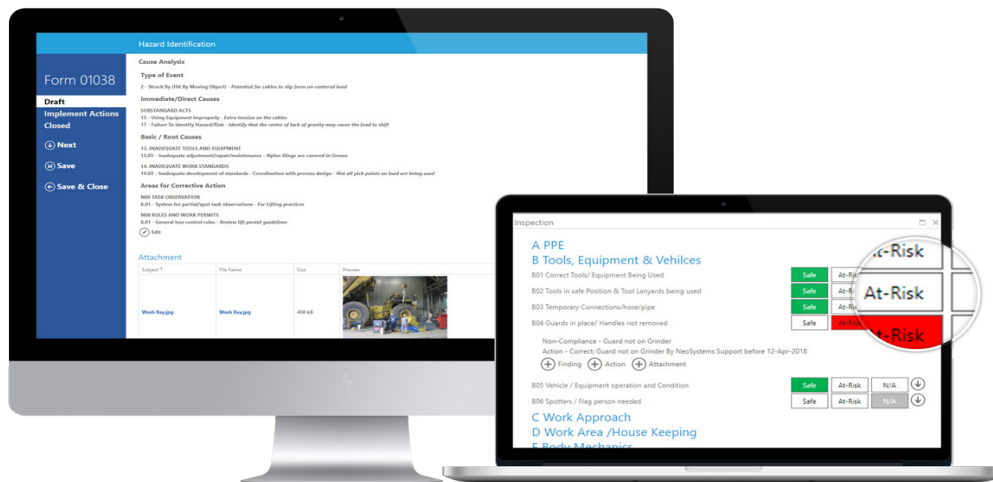 Hazard Identification
Form 01038
Draft
Implement Actions
Closed
Next
Save
Save & Close
Cause Analysis
Type of Event
2 - Struck By (Hit By Moving Object) - Potential for cables to slip form un-centered load
Immediate/Direct Causes
SUBSTANDARD ACTS
15 - Using Equipment Improperly - Extra tension on the cables
17 - Failure To Identify Hazard/Risk - Identify that the centre of lack of gravity may cause the load to shift
Basic / Root Causes
13. INADEQUATE TOOLS AND EQUIPMENT
13.05 - Inadequate adjustment/repair/maintenance - Nylon Slings are covered in Grease
14. INADEQUATE WORK STANDARDS
14.02 - Inadequate development of standards - Coordination with process design - Not all pick points on load are being used
Areas for Corrective Action
N06 TASK OBSERVATION
6.01 - System for partial/spot task observations - For Lifting practices
N08 RULES AND WORK PERMITS
8.01 - General loss control rules - Review lift permit guidelines
Edit
Attachment
Subject File Name Size Preview
Wash Bay.jpg Wash Bay.jpg 408 kB
Inspection
A PPE
B Tools, Equipment & Vehilces
B01 Correct Tools/ Equipment Being Used Safe At-Risk
B02 Tools in safe Position & Tool Lanyards being used Safe At-Ri
B03 Temporary Connections/hose/pipe Safe At-Ri
B04 Guards in place/ Handles not removed Safe At-Risk
t-Risk
At-Risk
t-Risk
Non-Compliance - Guard not on Grinder
Action - Correct: Guard not on Grinder By NeoSystems Support before 12-Apr-2018
Finding Action Attachment
B05 Vehicle / Equipment operation and Condition Safe At-Risk N/A
B06 Spotters / Flag person needed Safe At-Risk N/A
C Work Approach
D Work Area /House Keeping
E Body Mechanics